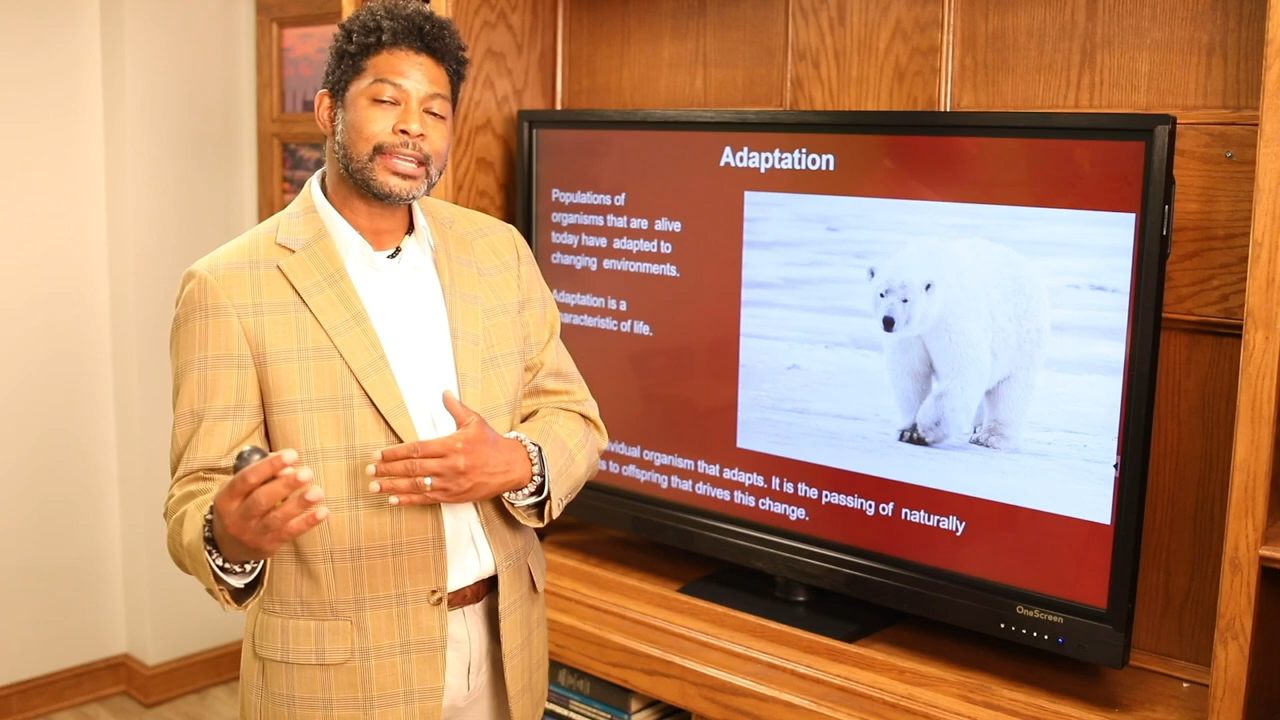 Adaptation
Populations of
organisms that are alive
today have adapted to
changing environments.
Adaptation is a
characteristic of life.
organism that adapts. It is the passing of naturally
to offspring that drives this change.
OneScreen